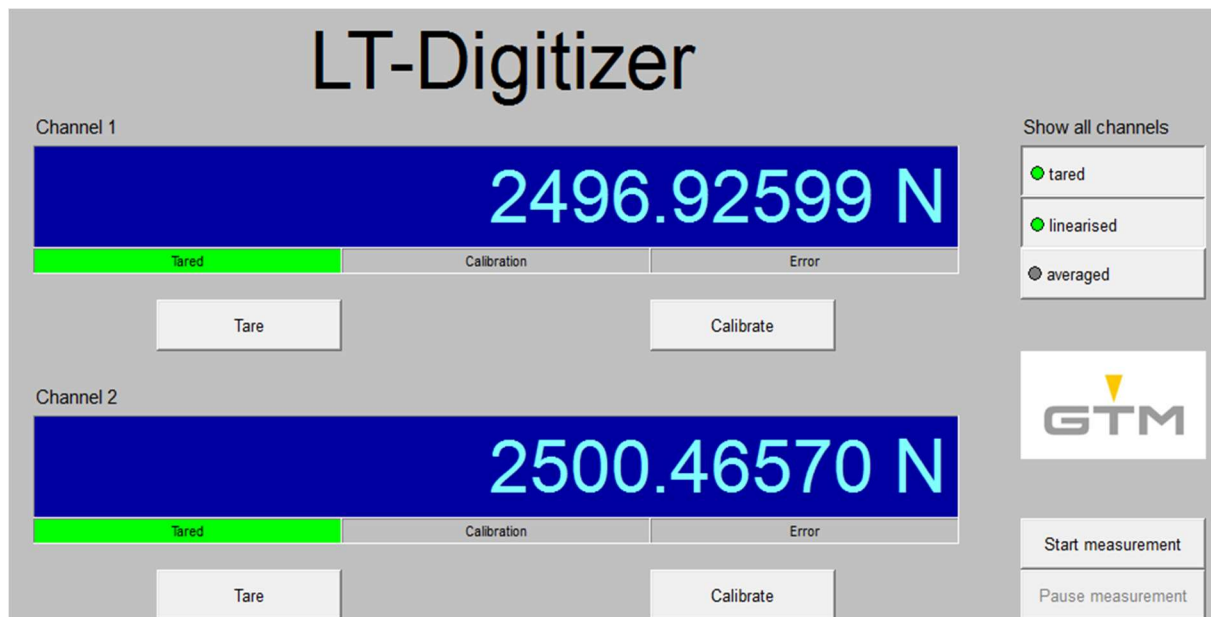 LT-Digitizer
Channel 1
Show all channels
2496.92599 N
tared
linearised
averaged
Tared Calibration Error
Tare Calibrate
Channel 2
GTM
2500.46570 N
Tared Calibration Error
Start measurement
Tare Calibrate
Pause measurement